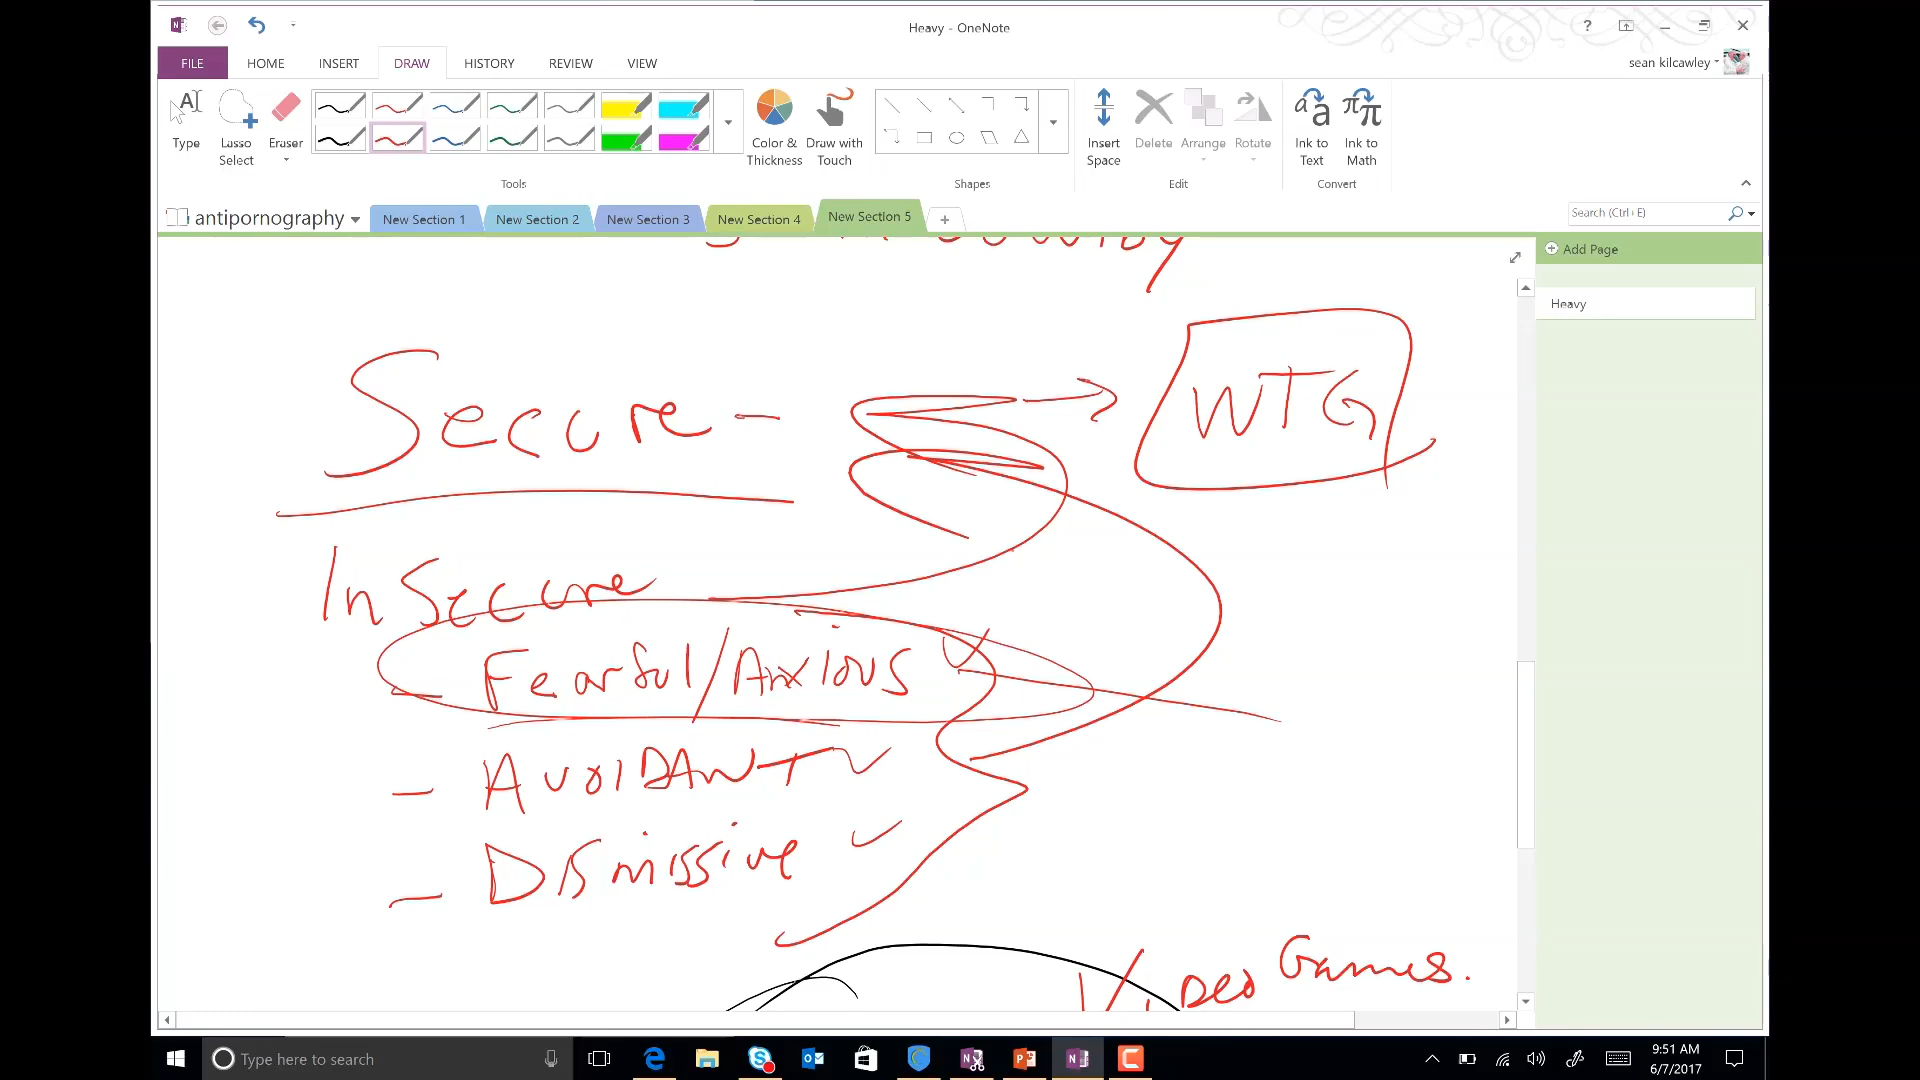 Heavy - OneNote
?
FILE HOME INSERT DRAW HISTORY REVIEW VIEW
sean kilcawley
Type
Lasso Select
Eraser
Color & Thickness
Draw with Touch
Insert Space
Delete
Arrange
Rotate
Ink to Text
Ink to Math
Tools Shapes Edit Convert
antipornography New Section 1 New Section 2 New Section 3 New Section 4 New Section 5
Search (Ctrl+E)
Add Page
Heavy
Secure -
WTG
InSecure
- Fearful/Anxious
- AvoiDANT
- Dismissive
Video Games.
Type here to search
9:51 AM
6/7/2017